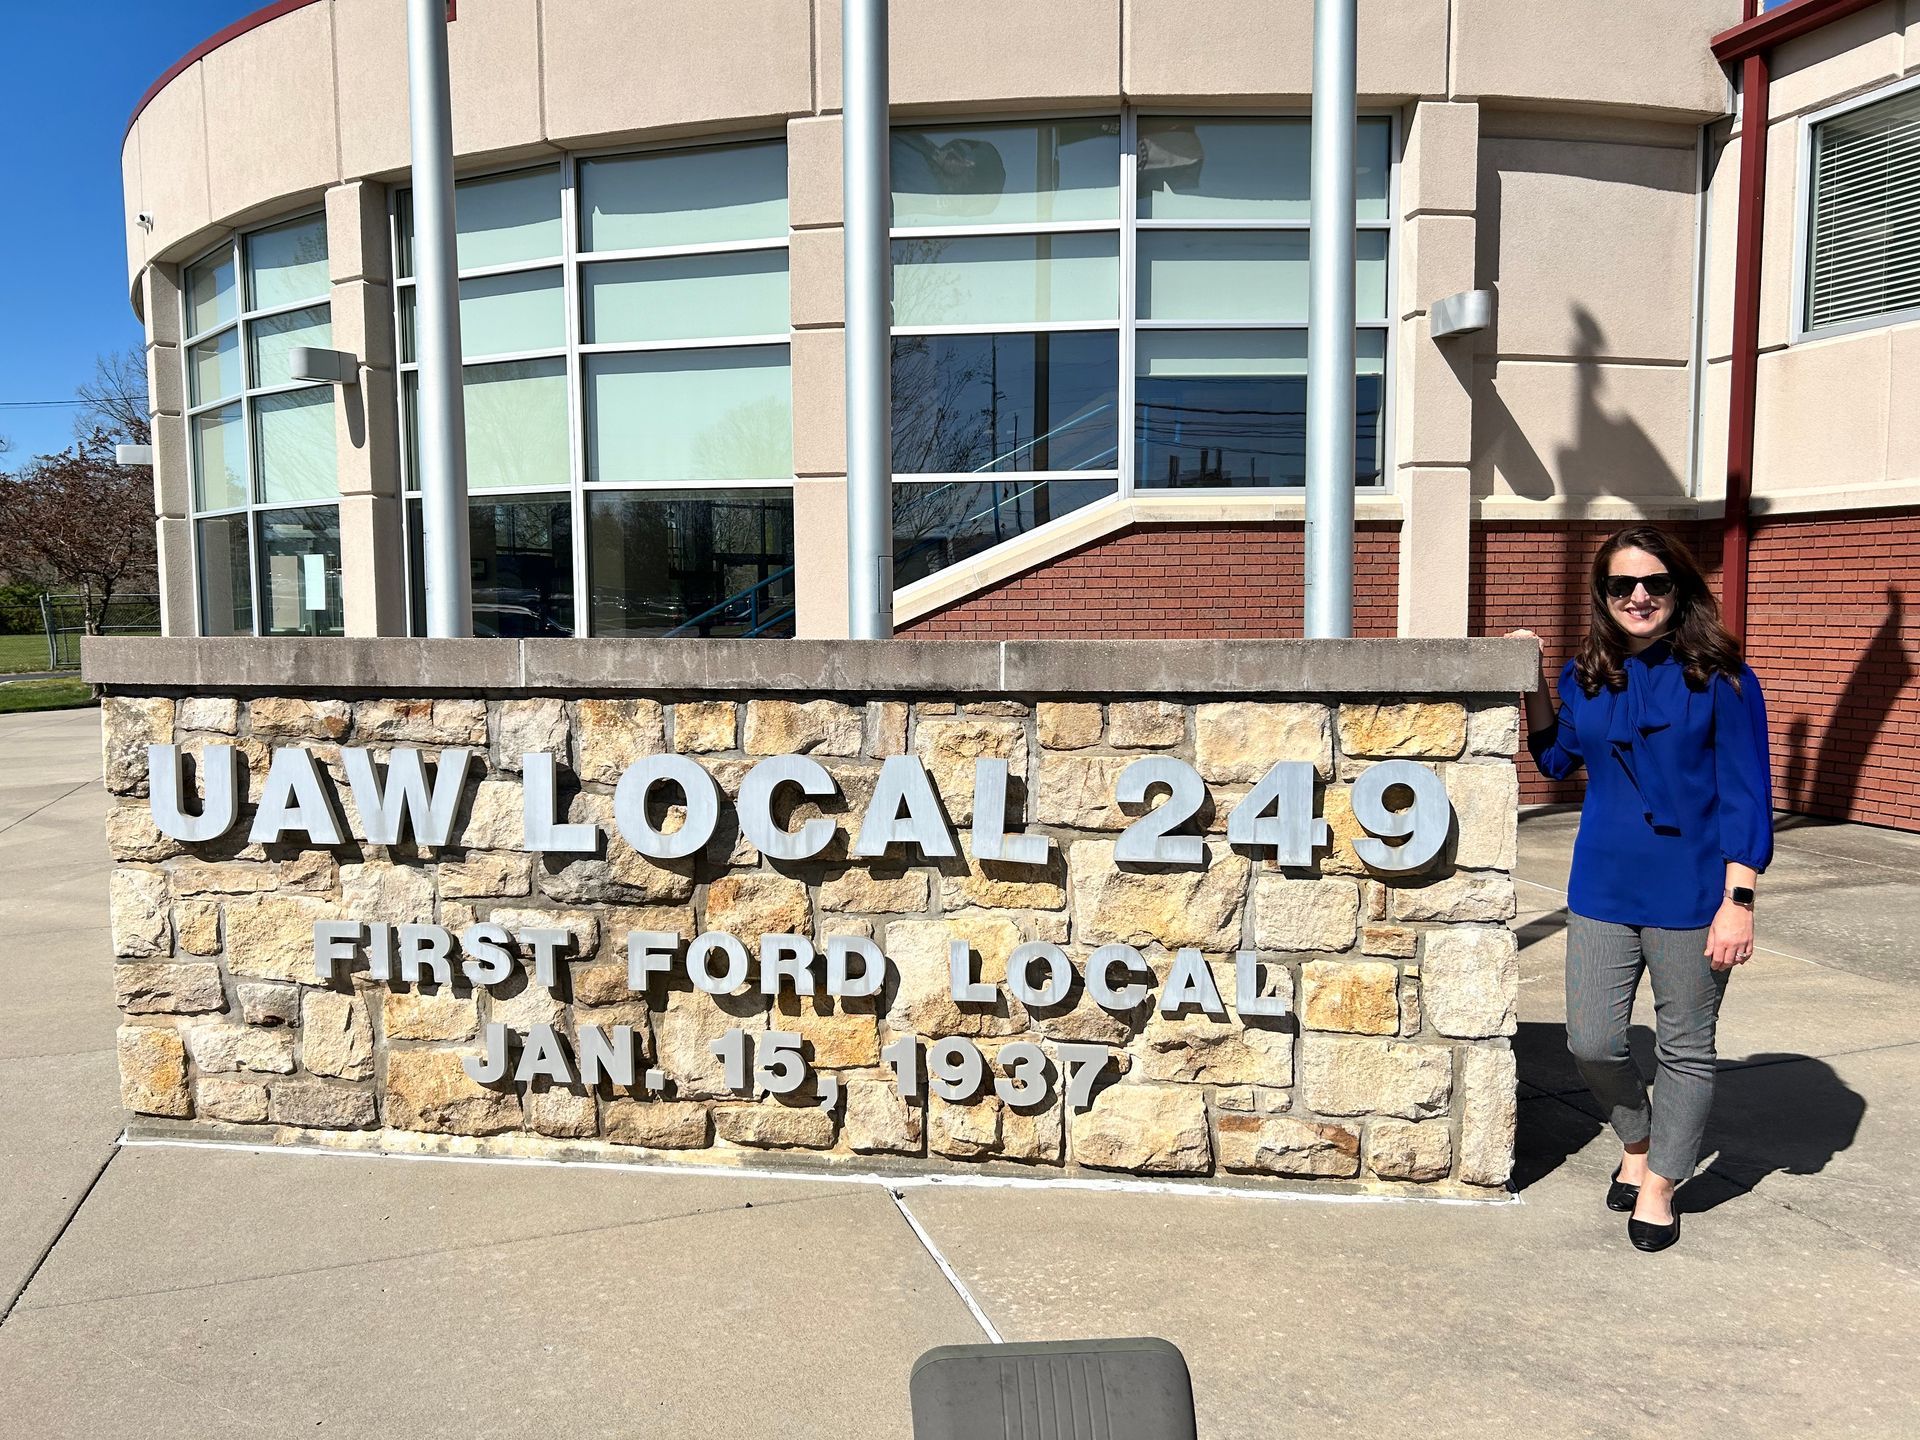 UAW LOCAL 249
FIRST FORD LOCAL
JAN. 15, 1937